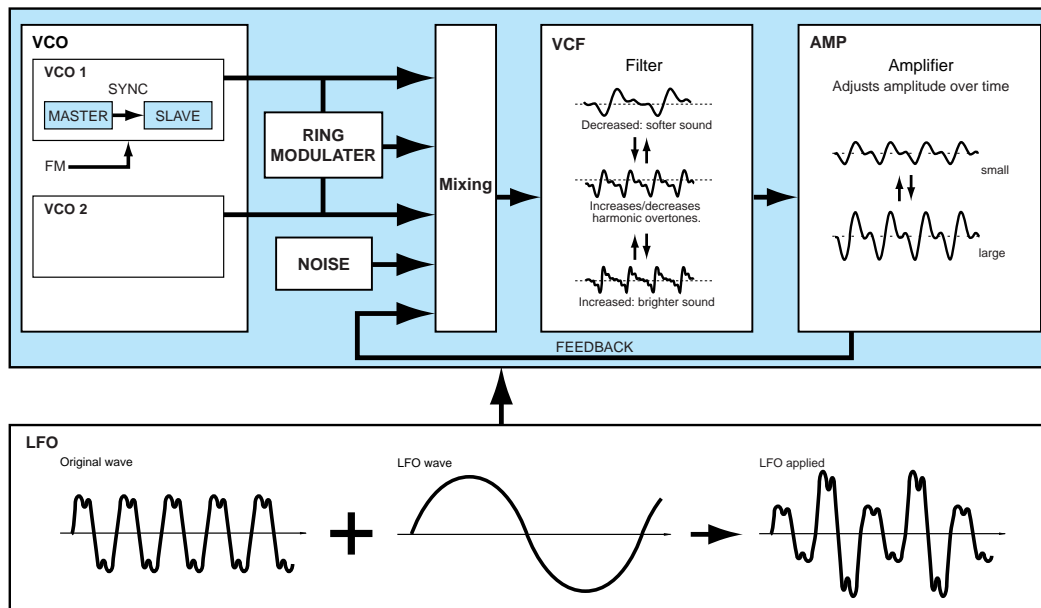 VCO
VCO 1
SYNC
MASTER
SLAVE
FM
VCO 2
RING
MODULATER
NOISE
Mixing
VCF
Filter
Decreased: softer sound
Increases/decreases
harmonic overtones.
Increased: brighter sound
AMP
Amplifier
Adjusts amplitude over time
small
large
FEEDBACK
LFO
Original wave
LFO wave
LFO applied